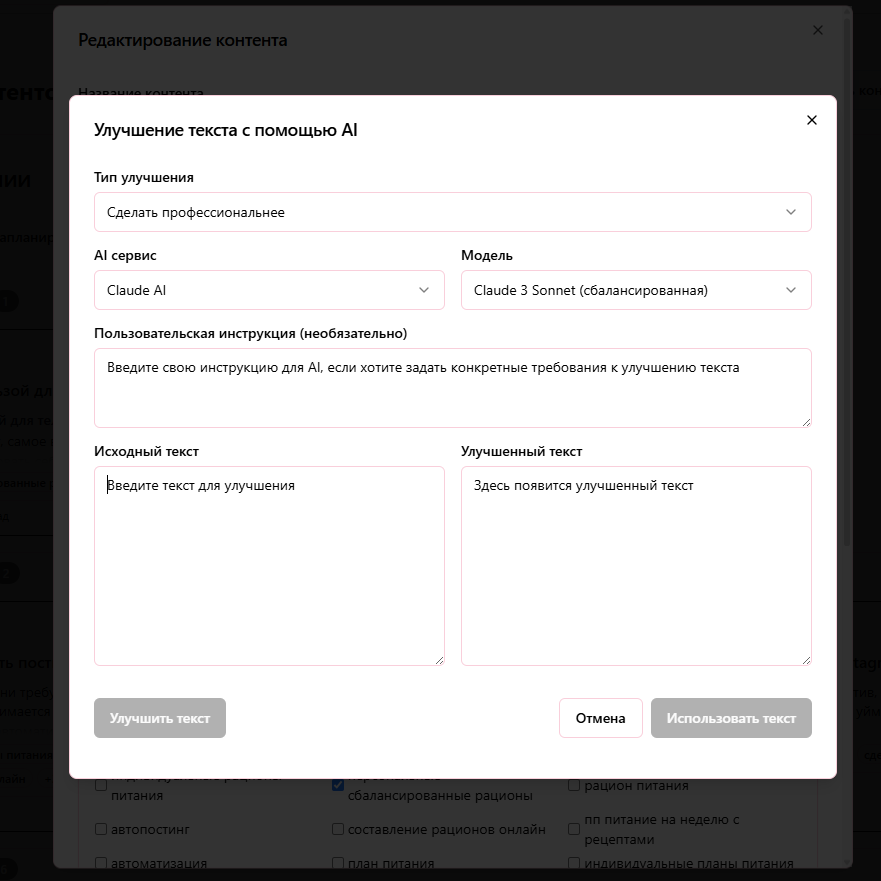 Редактирование контента
Название контента
Улучшение текста с помощью AI
Тип улучшения
Сделать профессиональнее
AI сервис
Модель
Claude AI
Claude 3 Sonnet (сбалансированная)
Пользовательская инструкция (необязательно)
Введите свою инструкцию для AI, если хотите задать конкретные требования к улучшению текста
Исходный текст
Улучшенный текст
Введите текст для улучшения
Здесь появится улучшенный текст
Улучшить текст
Отмена
Использовать текст
питания
сбалансированные рационы
рацион питания
автопостинг
составление рационов онлайн
пп питание на неделю с
рецептами
автоматизация
план питания
индивидуальные планы питания